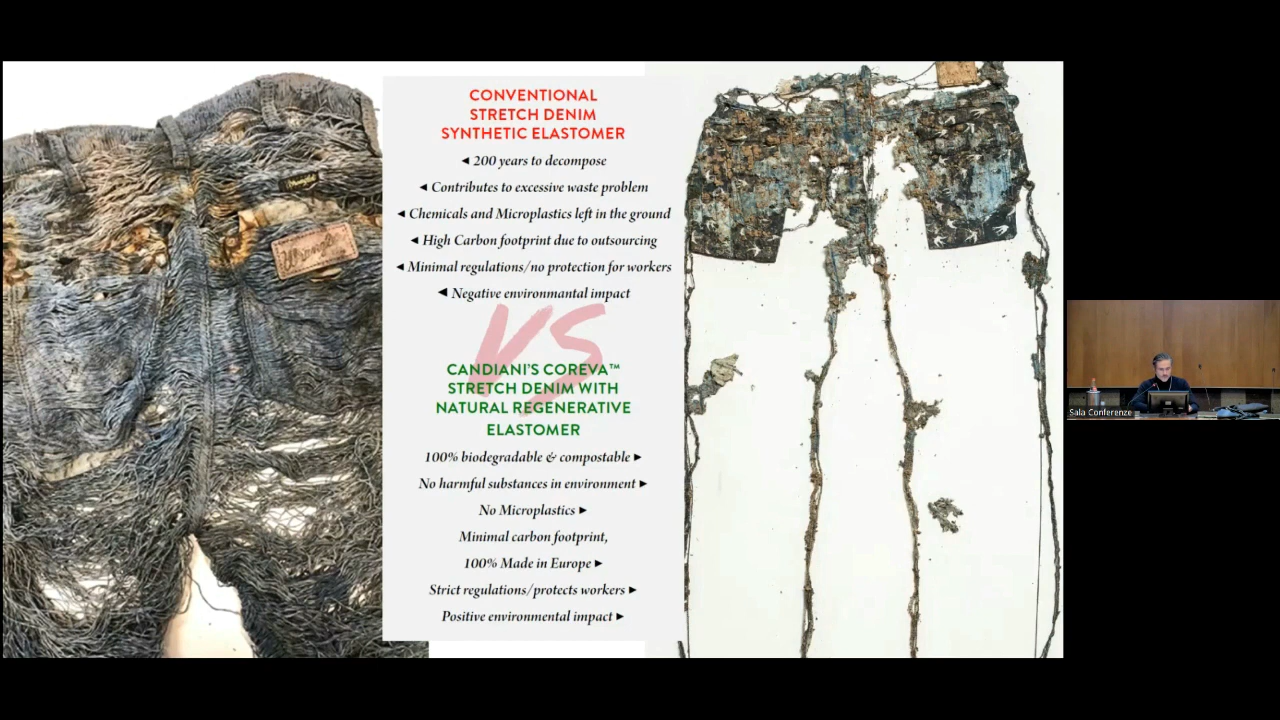 CONVENTIONAL
STRETCH DENIM
SYNTHETIC ELASTOMER
◄ 200 years to decompose
◄ Contributes to excessive waste problem
◄ Chemicals and Microplastics left in the ground
◄ High Carbon footprint due to outsourcing
◄ Minimal regulations/no protection for workers
◄ Negative environmantal impact
VS
CANDIANI'S COREVA™
STRETCH DENIM WITH
NATURAL REGENERATIVE
ELASTOMER
100% biodegradable & compostable ►
No harmful substances in environment ►
No Microplastics ►
Minimal carbon footprint,
100% Made in Europe ►
Strict regulations/protects workers ►
Positive environmental impact ►
Wrangler
Sala Conferenze